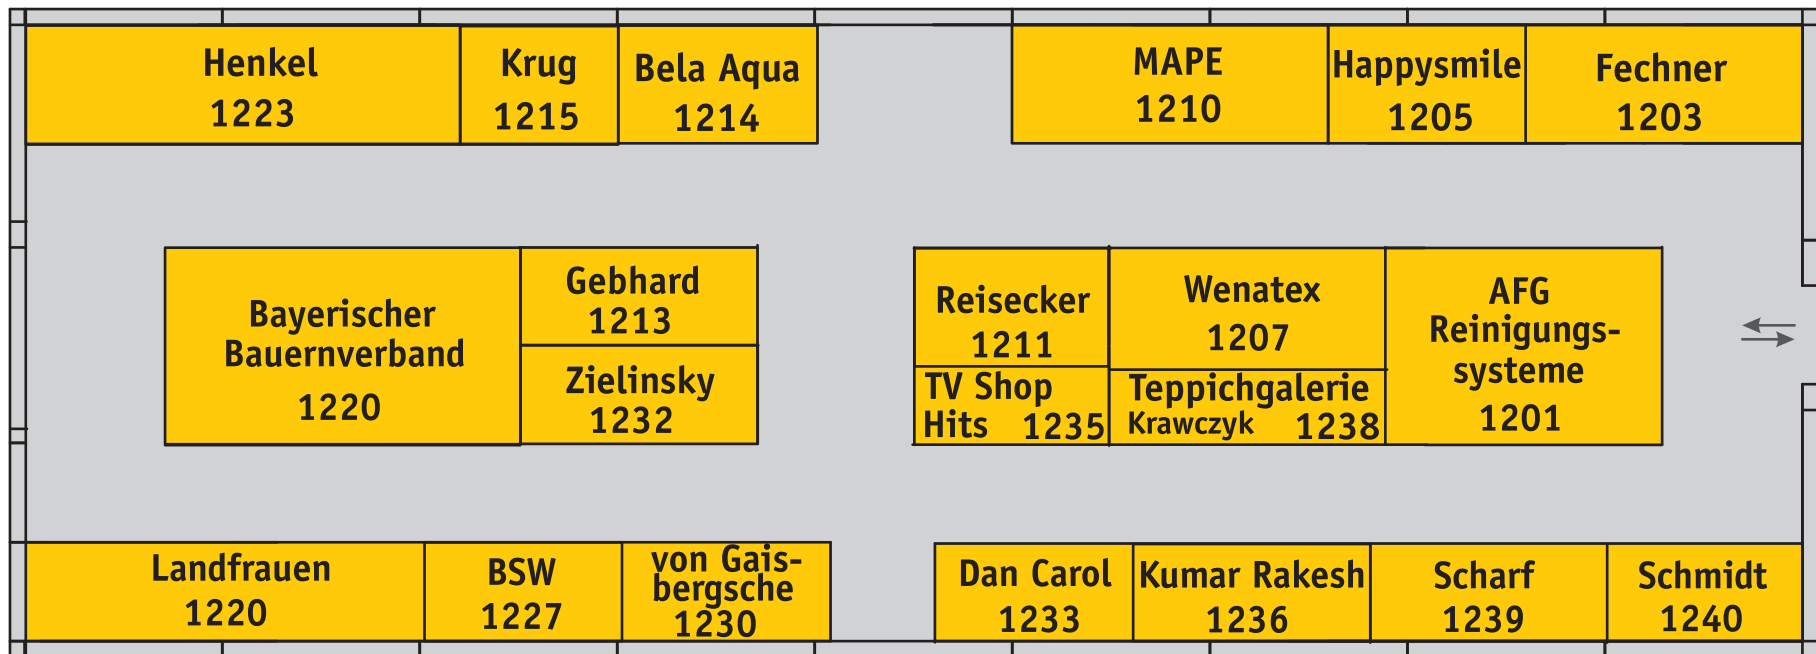 Henkel
1223
Krug
1215
Bela Aqua
1214
MAPE
1210
Happysmile
1205
Fechner
1203
Bayerischer
Bauernverband
1220
Gebhard
1213
Zielinsky
1232
Reisecker
1211
TV Shop
Hits 1235
Wenatex
1207
Teppichgalerie
Krawczyk 1238
AFG
Reinigungs-
systeme
1201
Landfrauen
1220
BSW
1227
von Gais-
bergsche
1230
Dan Carol
1233
Kumar Rakesh
1236
Scharf
1239
Schmidt
1240